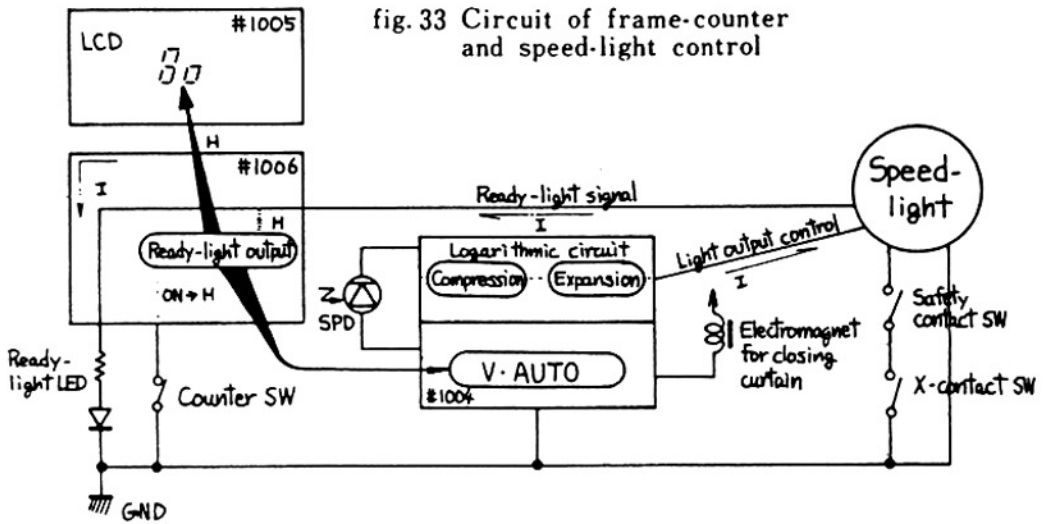 fig. 33 Circuit of frame-counter
and speed-light control
LCD
#1005
80
H
#1006
I
Ready-light signal
I
H
Ready-light output
ON→H
Speed-
light
Light output control
I
Logarithmic circuit
Compression
Expansion
SPD
Safety
contact SW
Electromagnet
for closing
curtain
Ready-
light LED
Counter SW
V·AUTO
#1004
X-contact SW
GND